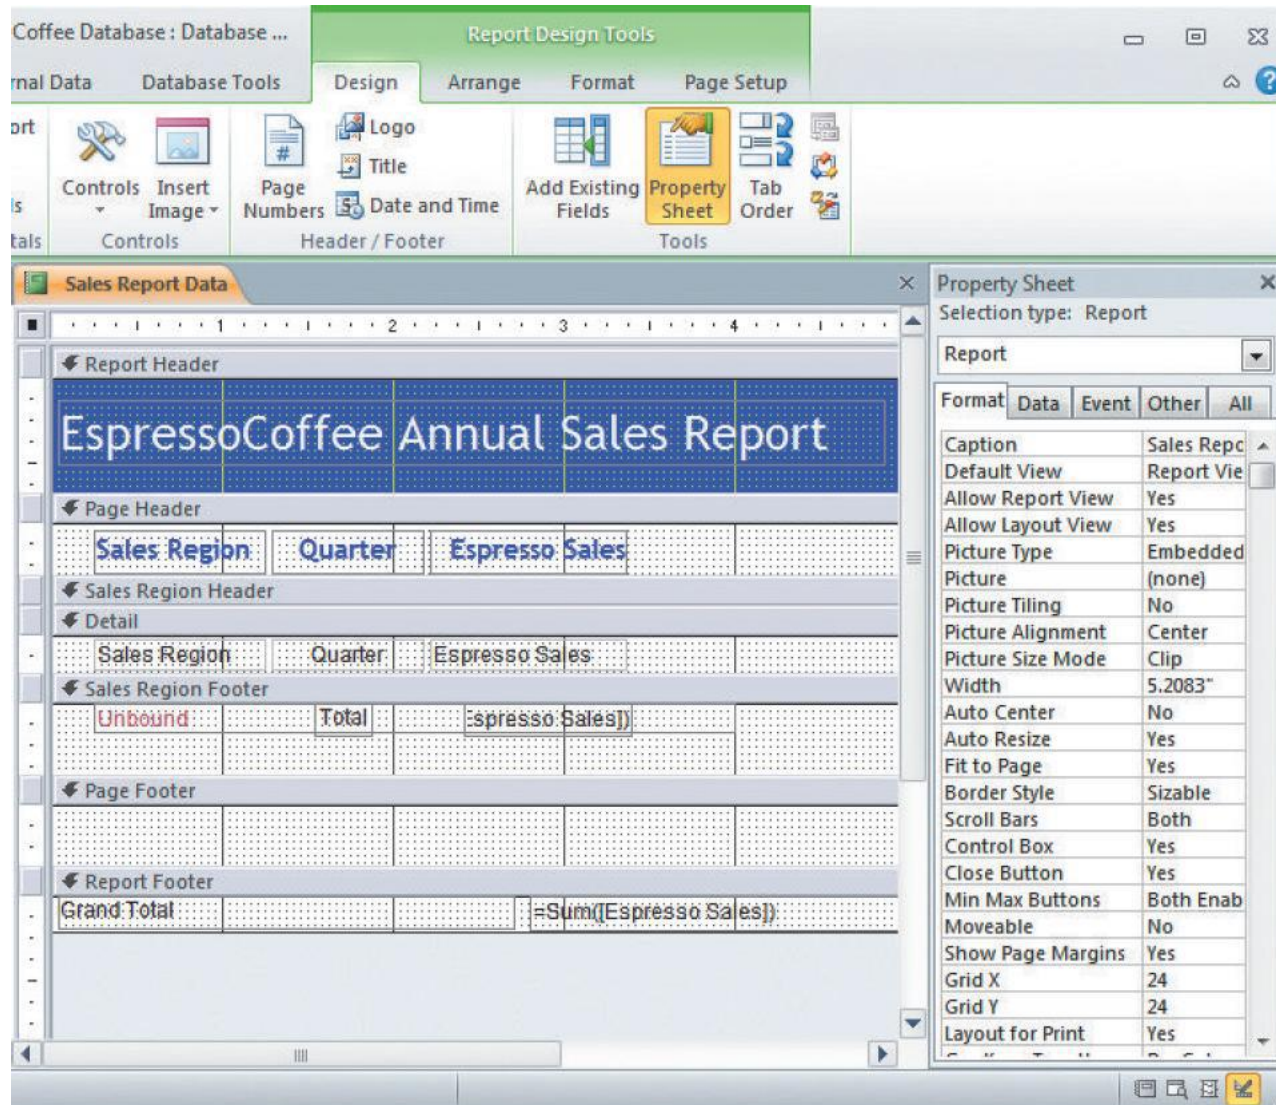 Coffee Database : Database ...
Report Design Tools
rnal Data Database Tools Design Arrange Format Page Setup
ort
ls
tals
Controls
Insert Image
Controls
Page Numbers
Logo
Title
Date and Time
Header / Footer
Add Existing Fields
Property Sheet
Tab Order
Tools
Sales Report Data
1 2 3 4
Report Header
EspressoCoffee Annual Sales Report
Page Header
Sales Region Quarter Espresso Sales
Sales Region Header
Detail
Sales Region Quarter Espresso Sales
Sales Region Footer
Unbound Total Espresso Sales])
Page Footer
Report Footer
Grand Total =Sum([Espresso Sales])
Property Sheet
Selection type: Report
Report
Format Data Event Other All
Caption Sales Repc
Default View Report Vie
Allow Report View Yes
Allow Layout View Yes
Picture Type Embedded
Picture (none)
Picture Tiling No
Picture Alignment Center
Picture Size Mode Clip
Width 5.2083"
Auto Center No
Auto Resize Yes
Fit to Page Yes
Border Style Sizable
Scroll Bars Both
Control Box Yes
Close Button Yes
Min Max Buttons Both Enab
Moveable No
Show Page Margins Yes
Grid X 24
Grid Y 24
Layout for Print Yes